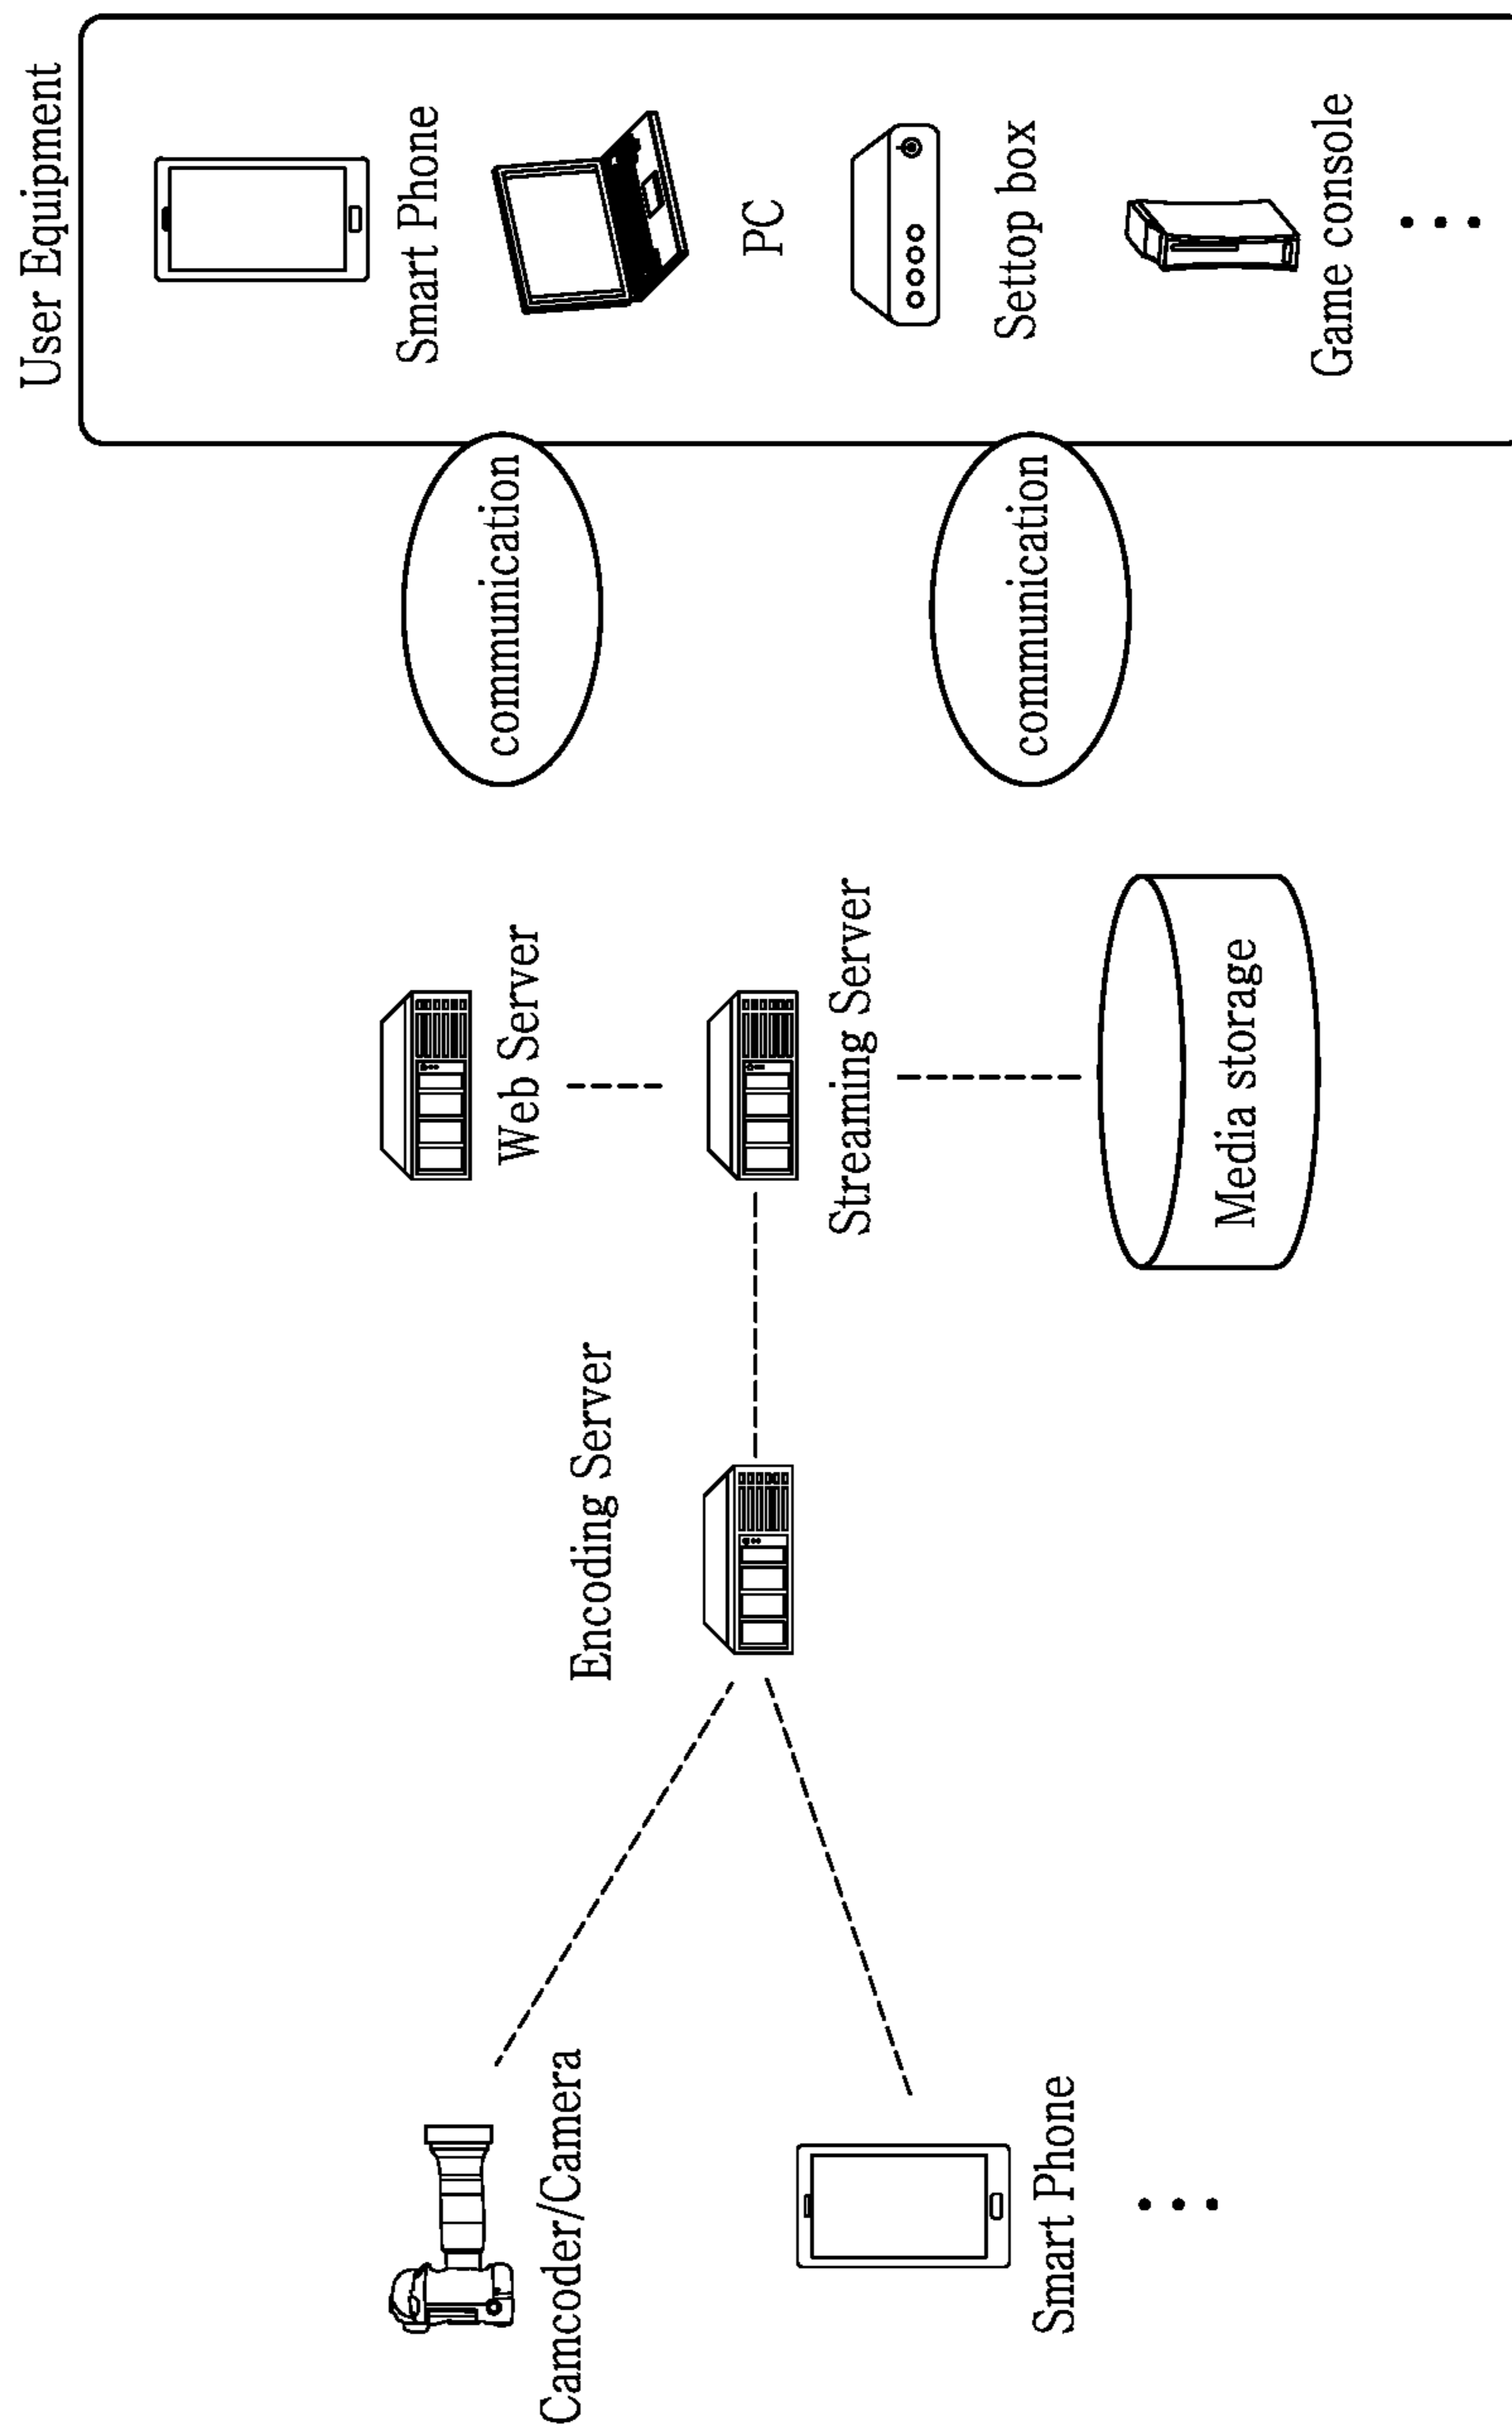 Camcoder/Camera
Smart Phone
Encoding Server
Web Server
Streaming Server
Media storage
communication
communication
User Equipment
Smart Phone
PC
Settop box
Game console